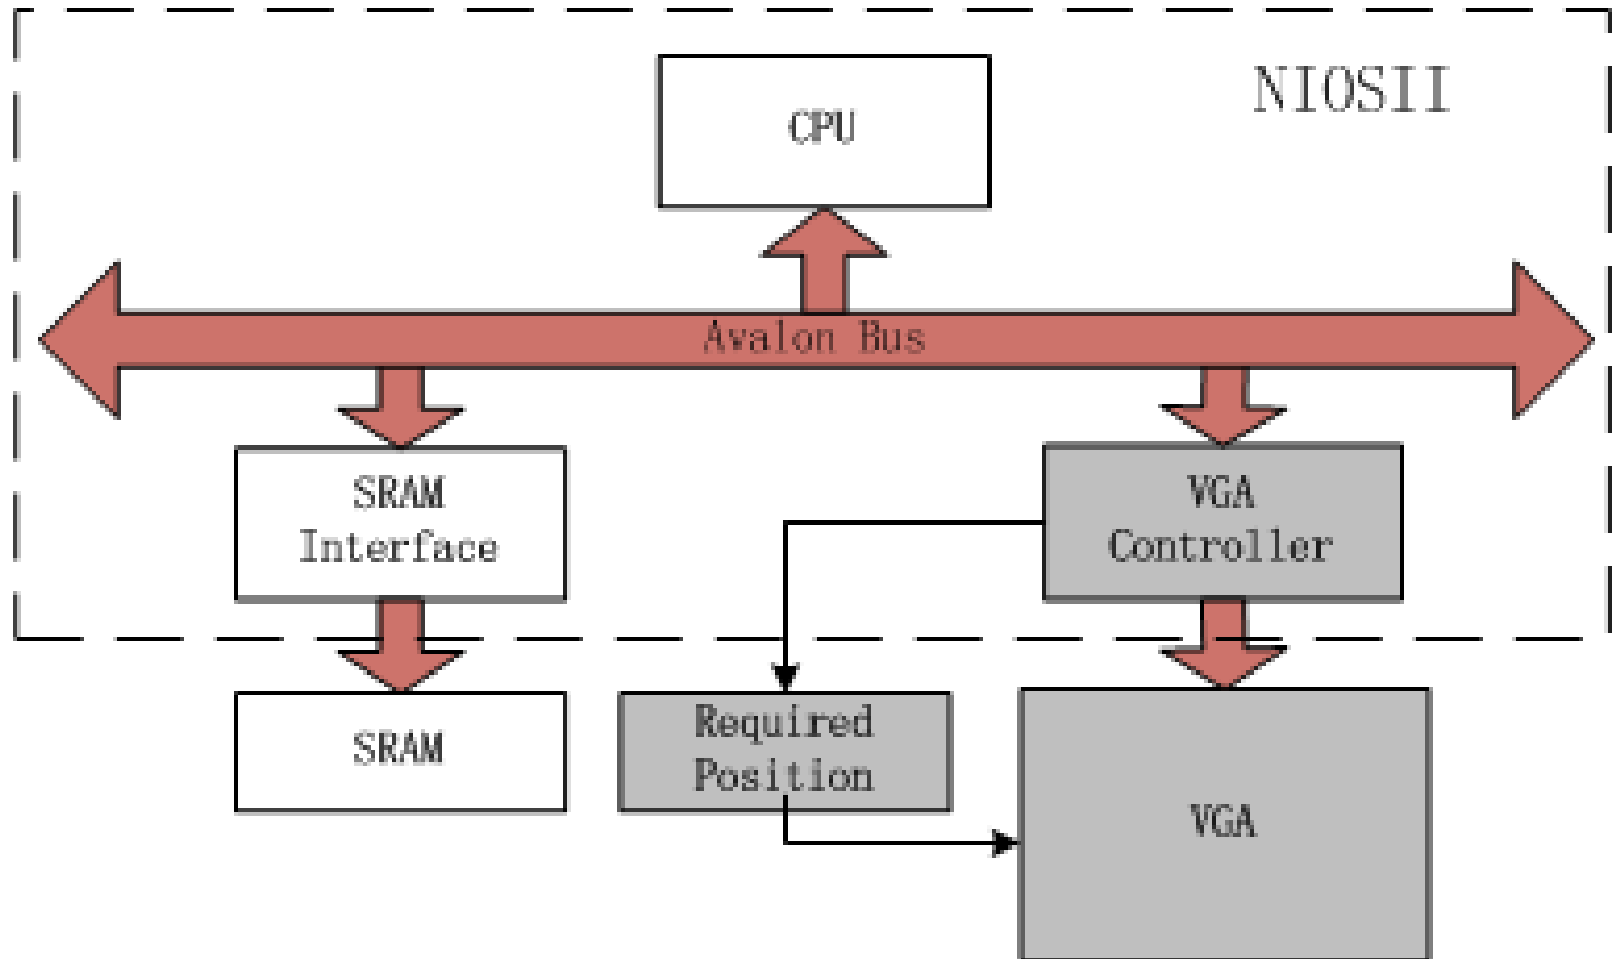 NIOSII
CPU
Avalon Bus
SRAM
Interface
VGA
Controller
SRAM
Required
Position
VGA